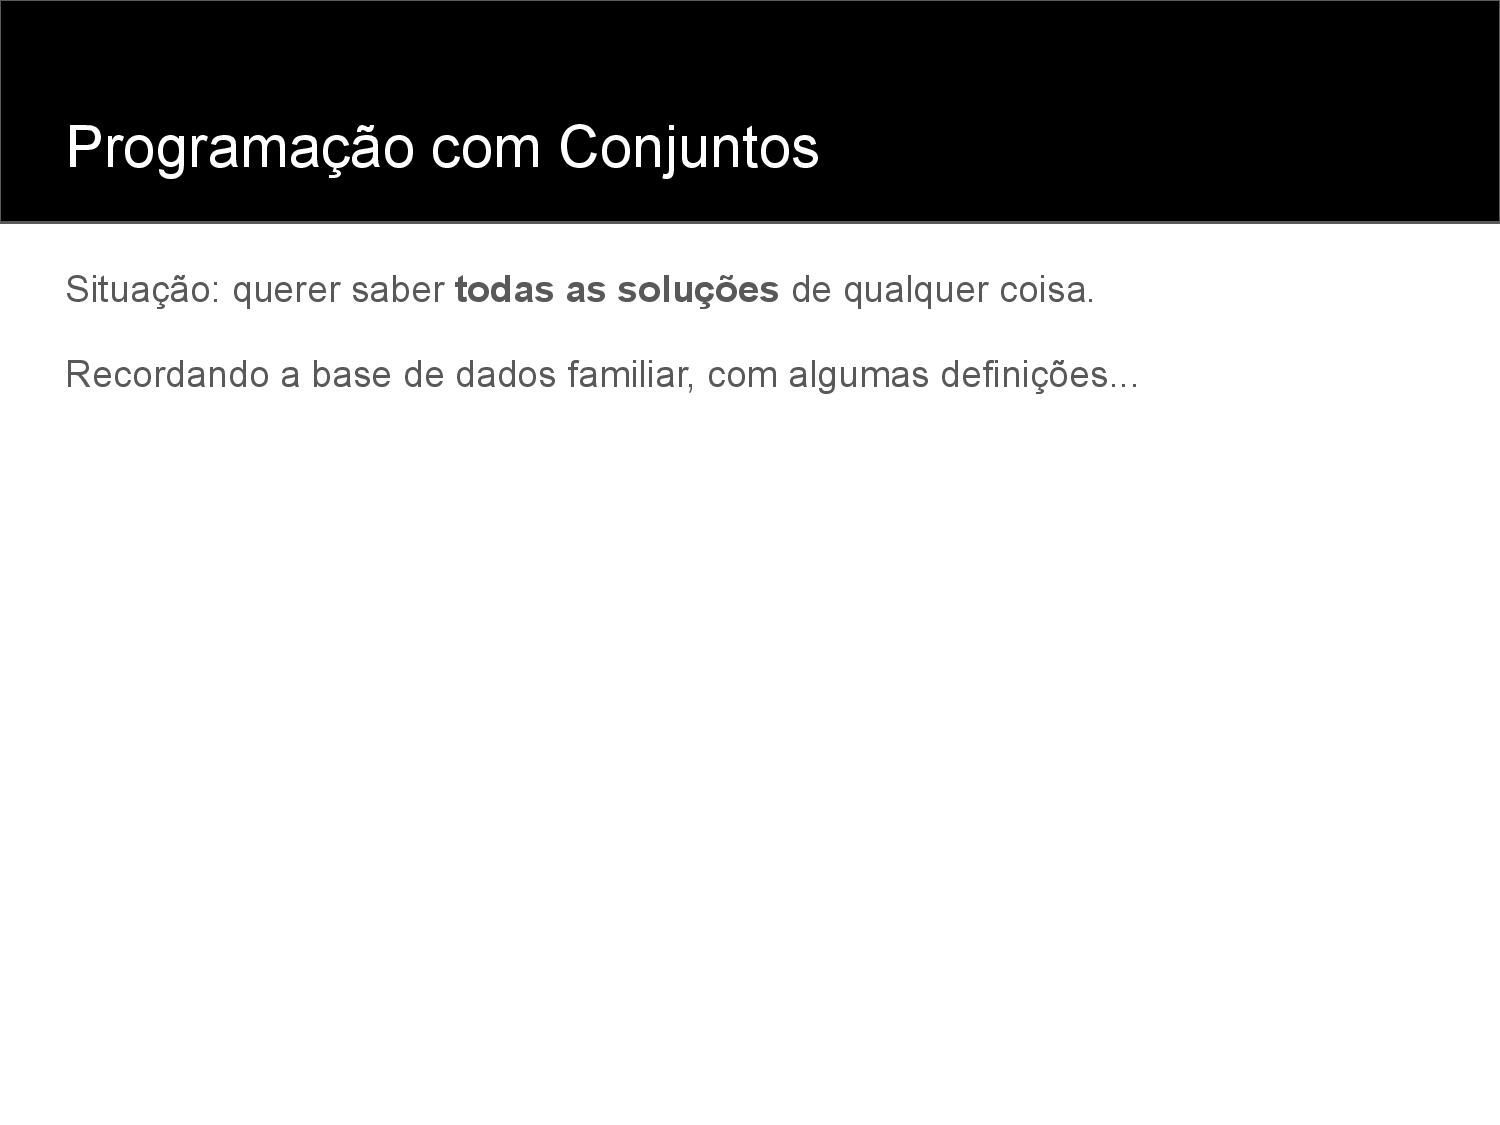 Programação com Conjuntos
Situação: querer saber todas as soluções de qualquer coisa.
Recordando a base de dados familiar, com algumas definições...